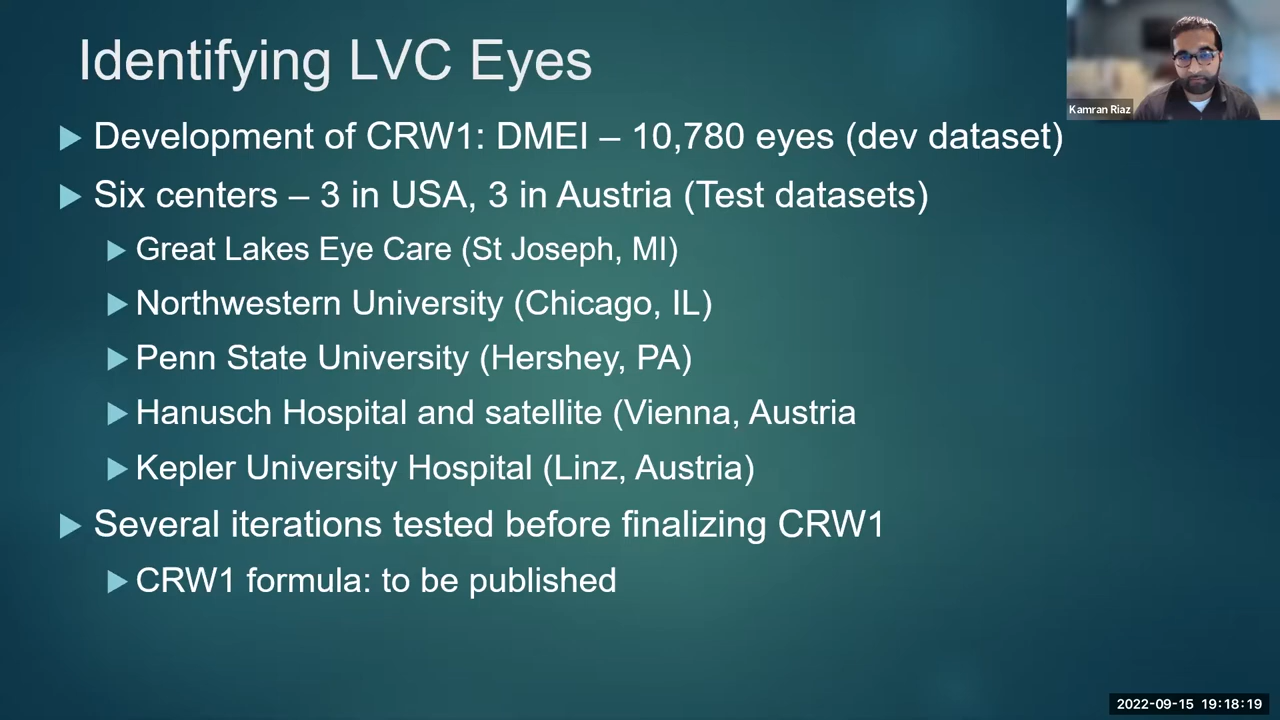 Identifying LVC Eyes
Kamran Riaz
Development of CRW1: DMEI – 10,780 eyes (dev dataset)
Six centers – 3 in USA, 3 in Austria (Test datasets)
Great Lakes Eye Care (St Joseph, MI)
Northwestern University (Chicago, IL)
Penn State University (Hershey, PA)
Hanusch Hospital and satellite (Vienna, Austria
Kepler University Hospital (Linz, Austria)
Several iterations tested before finalizing CRW1
CRW1 formula: to be published
2022-09-15 19:18:19